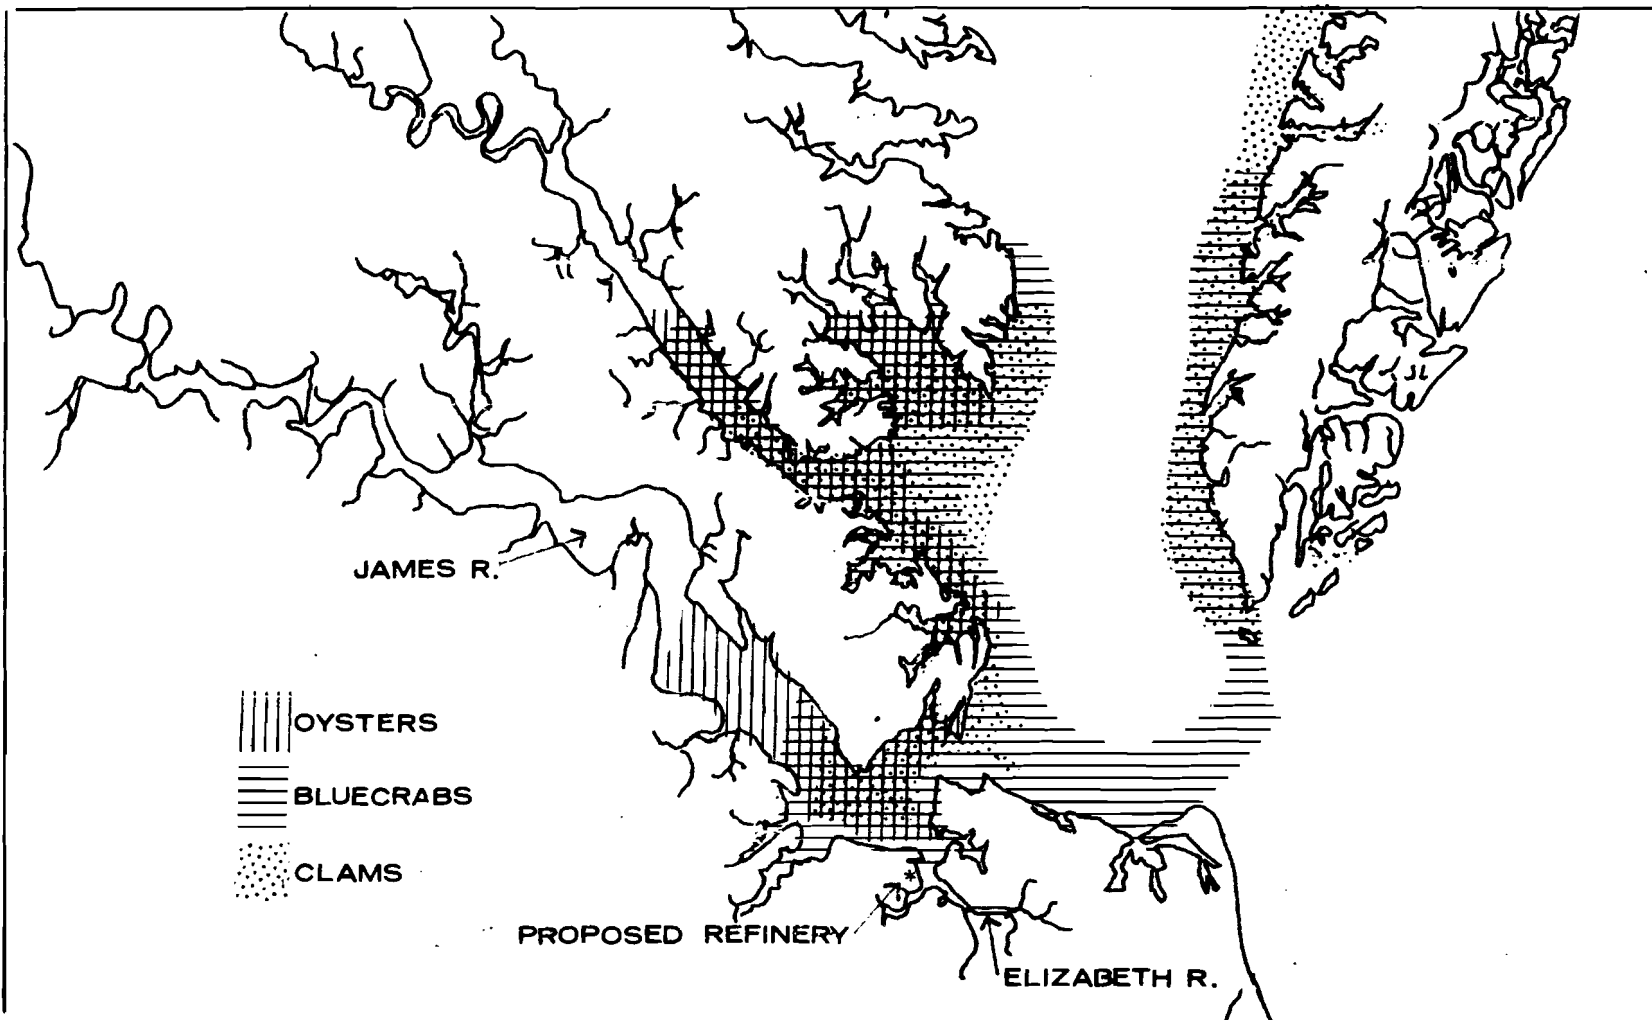 JAMES R.
OYSTERS
BLUECRABS
CLAMS
PROPOSED REFINERY
ELIZABETH R.